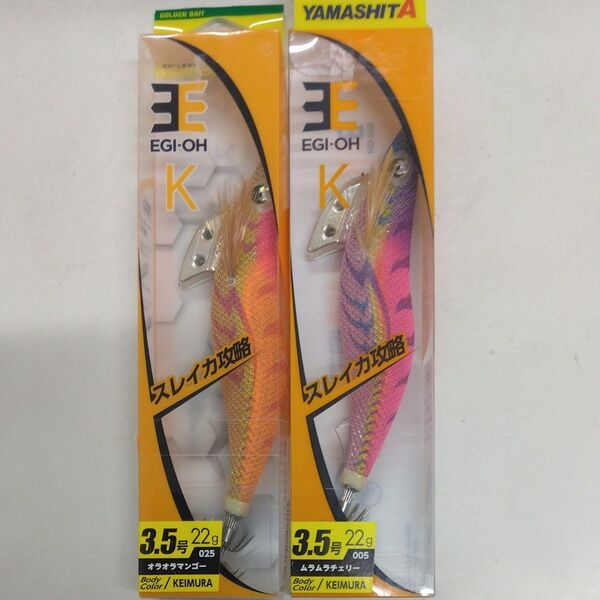 GOLDEN BAIT
EGI-OH
K
スレイカ攻略
3.5号 22g
025
オラオラマンゴー
Body Color / KEIMURA
YAMASHITA
EGI-OH
K
スレイカ攻略
3.5号 22g
005
ムラムラチェリー
Body Color / KEIMURA